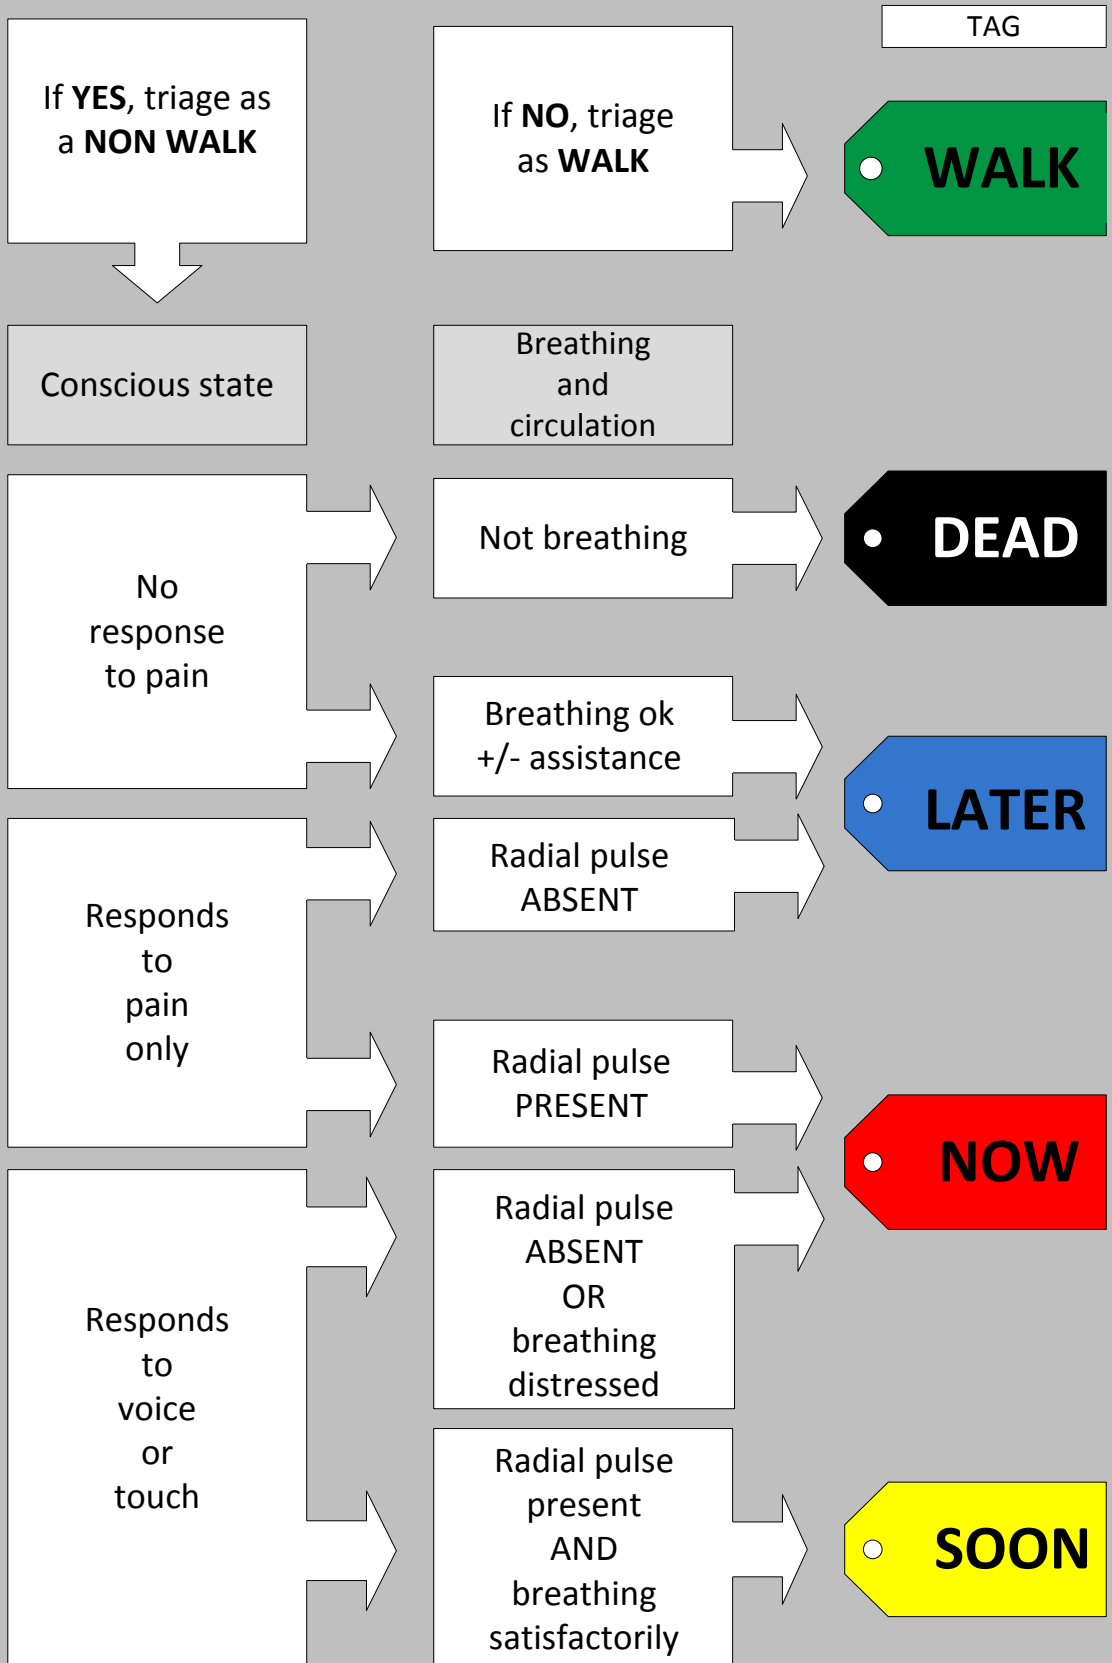 TAG
If YES, triage as
a NON WALK
If NO, triage
as WALK
WALK
Conscious state
Breathing
and
circulation
No
response
to pain
Not breathing
DEAD
Breathing ok
+/- assistance
LATER
Responds
to
pain
only
Radial pulse
ABSENT
Radial pulse
PRESENT
NOW
Responds
to
voice
or
touch
Radial pulse
ABSENT
OR
breathing
distressed
Radial pulse
present
AND
breathing
satisfactorily
SOON